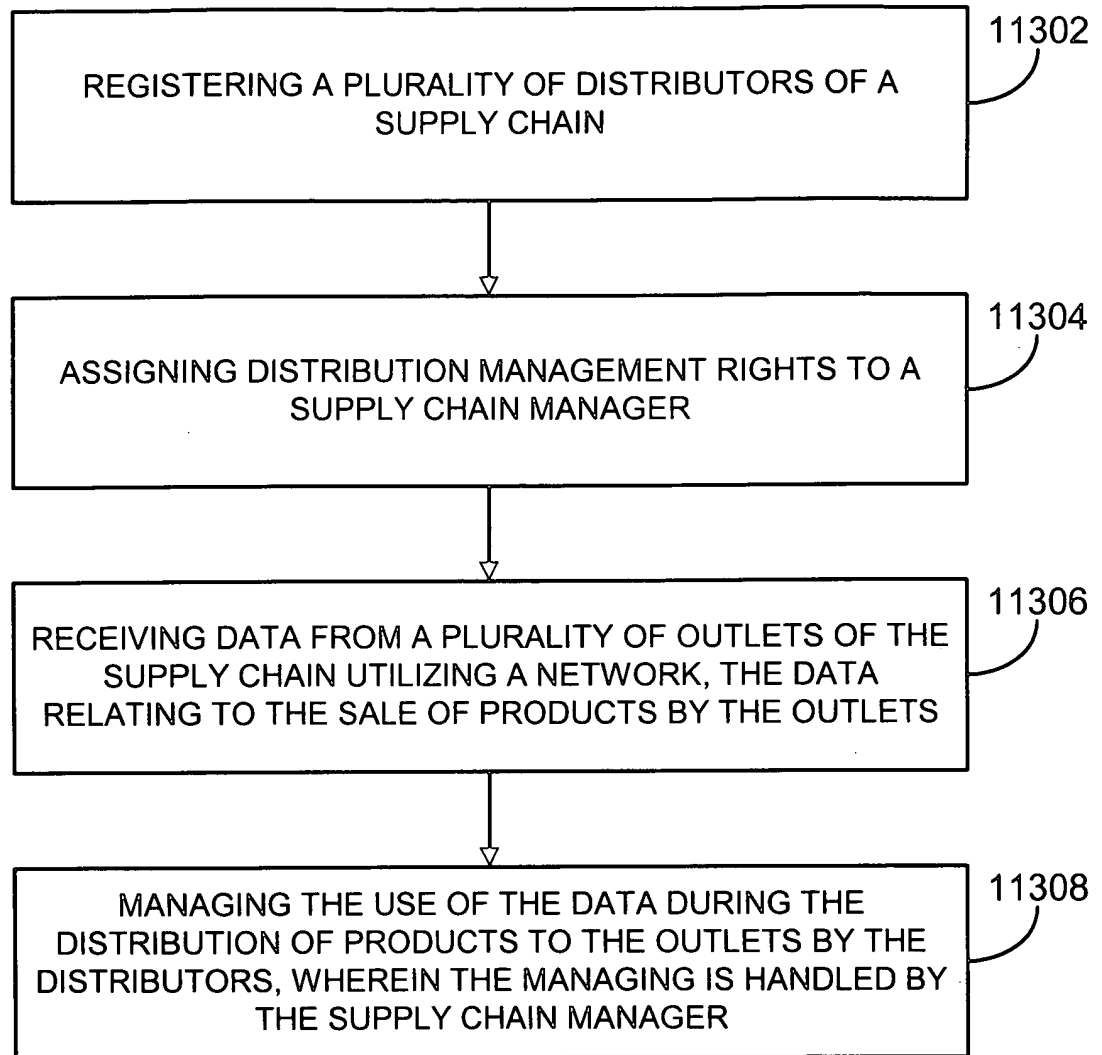 11302
REGISTERING A PLURALITY OF DISTRIBUTORS OF A
SUPPLY CHAIN
11304
ASSIGNING DISTRIBUTION MANAGEMENT RIGHTS TO A
SUPPLY CHAIN MANAGER
11306
RECEIVING DATA FROM A PLURALITY OF OUTLETS OF THE
SUPPLY CHAIN UTILIZING A NETWORK, THE DATA
RELATING TO THE SALE OF PRODUCTS BY THE OUTLETS
11308
MANAGING THE USE OF THE DATA DURING THE
DISTRIBUTION OF PRODUCTS TO THE OUTLETS BY THE
DISTRIBUTORS, WHEREIN THE MANAGING IS HANDLED BY
THE SUPPLY CHAIN MANAGER